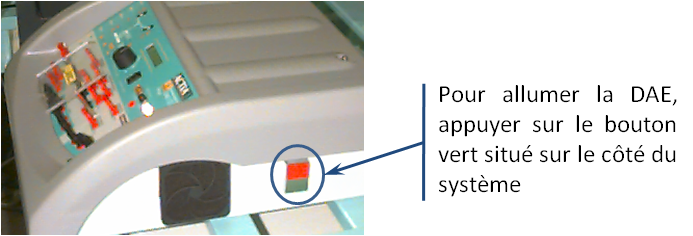 Pour allumer la DAE,
appuyer sur le bouton
vert situé sur le côté du
système